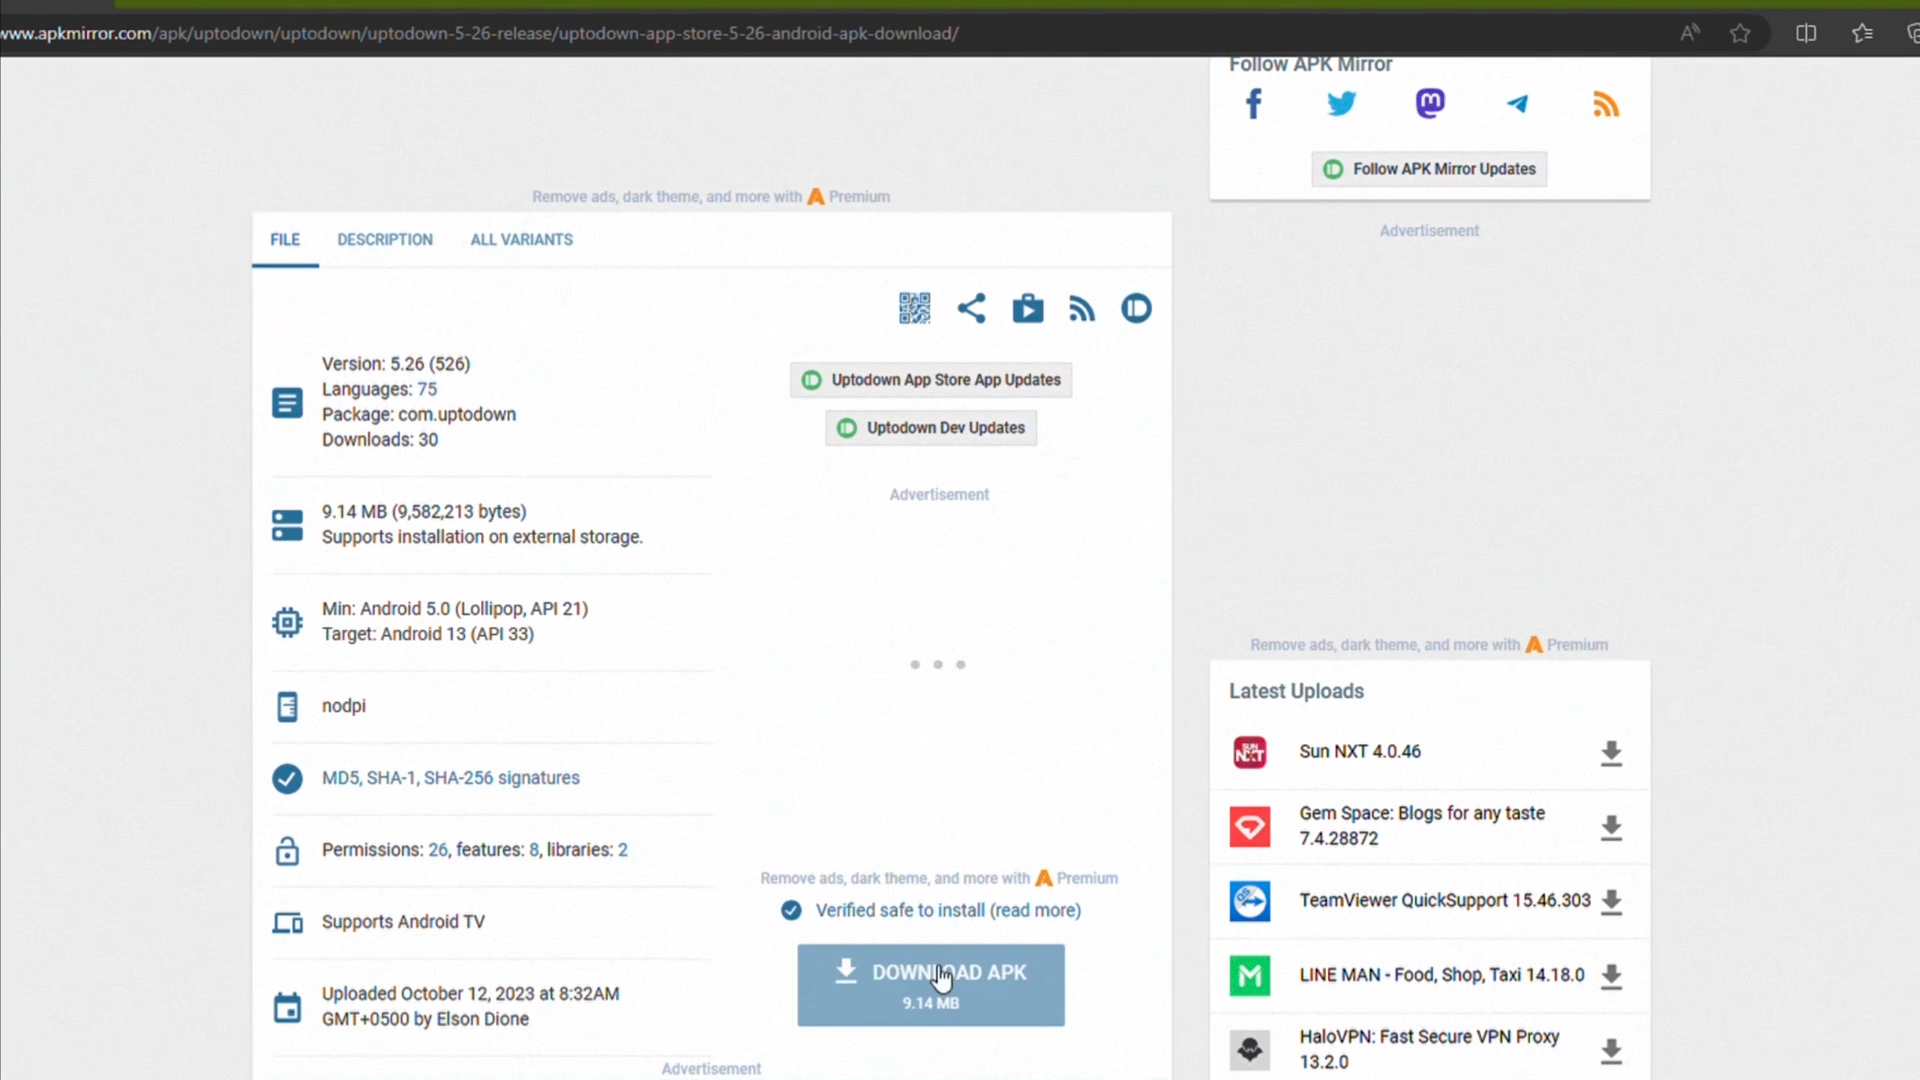 www.apkmirror.com/apk/uptodown/uptodown/uptodown-5-26-release/uptodown-app-store-5-26-android-apk-download/
Follow APK Mirror
Follow APK Mirror Updates
Advertisement
Remove ads, dark theme, and more with Premium
FILE
DESCRIPTION
ALL VARIANTS
Version: 5.26 (526)
Languages: 75
Package: com.uptodown
Downloads: 30
9.14 MB (9,582,213 bytes)
Supports installation on external storage.
Min: Android 5.0 (Lollipop, API 21)
Target: Android 13 (API 33)
nodpi
MD5, SHA-1, SHA-256 signatures
Permissions: 26, features: 8, libraries: 2
Supports Android TV
Uploaded October 12, 2023 at 8:32AM
GMT+0500 by Elson Dione
Uptodown App Store App Updates
Uptodown Dev Updates
Advertisement
Remove ads, dark theme, and more with Premium
Verified safe to install (read more)
DOWNLOAD APK
9.14 MB
Advertisement
Remove ads, dark theme, and more with Premium
Latest Uploads
SUN
NXT
Sun NXT 4.0.46
Gem Space: Blogs for any taste
7.4.28872
TeamViewer QuickSupport 15.46.303
LINE MAN - Food, Shop, Taxi 14.18.0
HaloVPN: Fast Secure VPN Proxy
13.2.0